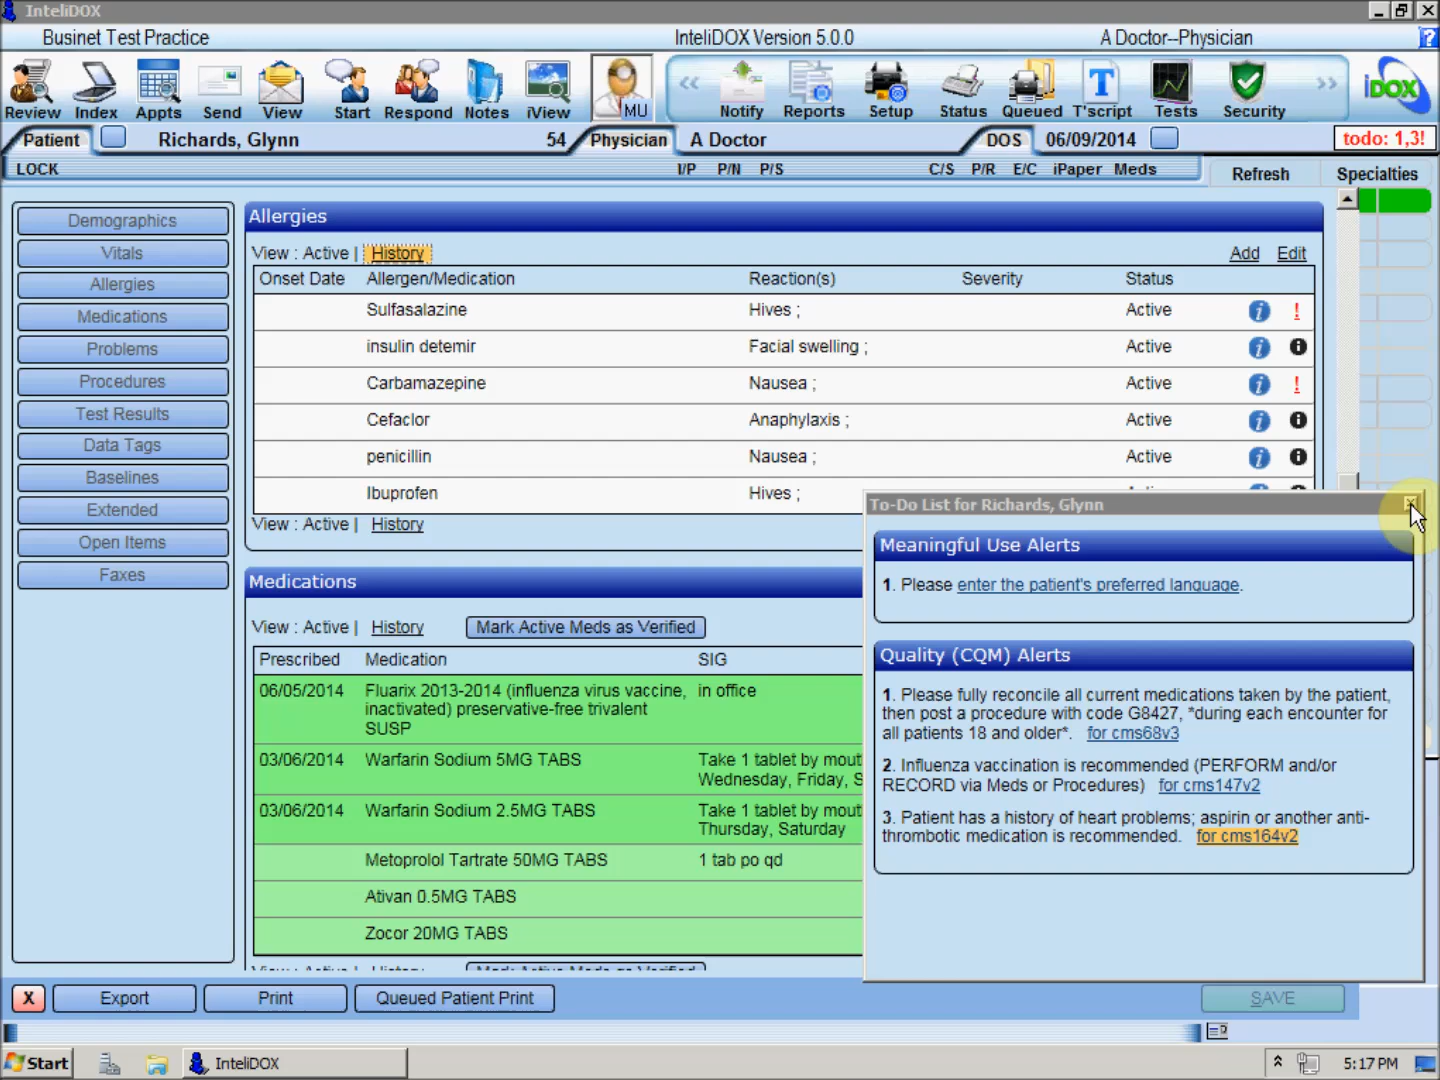 InteliDOX
Businet Test Practice InteliDOX Version 5.0.0 A Doctor--Physician
Review Index Appts Send View Start Respond Notes iView MU Notify Reports Setup Status Queued T'script Tests Security iDOX
Patient Richards, Glynn 54 Physician A Doctor DOS 06/09/2014 todo: 1,3!
LOCK I/P P/N P/S C/S P/R E/C iPaper Meds Refresh Specialties
Demographics
Vitals
Allergies
Medications
Problems
Procedures
Test Results
Data Tags
Baselines
Extended
Open Items
Faxes
Allergies
View : Active | History Add Edit
Onset Date Allergen/Medication Reaction(s) Severity Status
Sulfasalazine Hives ; Active
insulin detemir Facial swelling ; Active
Carbamazepine Nausea ; Active
Cefaclor Anaphylaxis ; Active
penicillin Nausea ; Active
Ibuprofen Hives ;
View : Active | History
Medications
View : Active | History Mark Active Meds as Verified
Prescribed Medication SIG
06/05/2014 Fluarix 2013-2014 (influenza virus vaccine, in office
inactivated) preservative-free trivalent
SUSP
03/06/2014 Warfarin Sodium 5MG TABS Take 1 tablet by mout
Wednesday, Friday, S
03/06/2014 Warfarin Sodium 2.5MG TABS Take 1 tablet by mout
Thursday, Saturday
Metoprolol Tartrate 50MG TABS 1 tab po qd
Ativan 0.5MG TABS
Zocor 20MG TABS
View : Active | History Mark Active Meds as Verified
To-Do List for Richards, Glynn
Meaningful Use Alerts
1. Please enter the patient's preferred language.
Quality (CQM) Alerts
1. Please fully reconcile all current medications taken by the patient,
then post a procedure with code G8427, *during each encounter for
all patients 18 and older*. for cms68v3
2. Influenza vaccination is recommended (PERFORM and/or
RECORD via Meds or Procedures) for cms147v2
3. Patient has a history of heart problems; aspirin or another anti-
thrombotic medication is recommended. for cms164v2
X Export Print Queued Patient Print SAVE
Start InteliDOX 5:17 PM